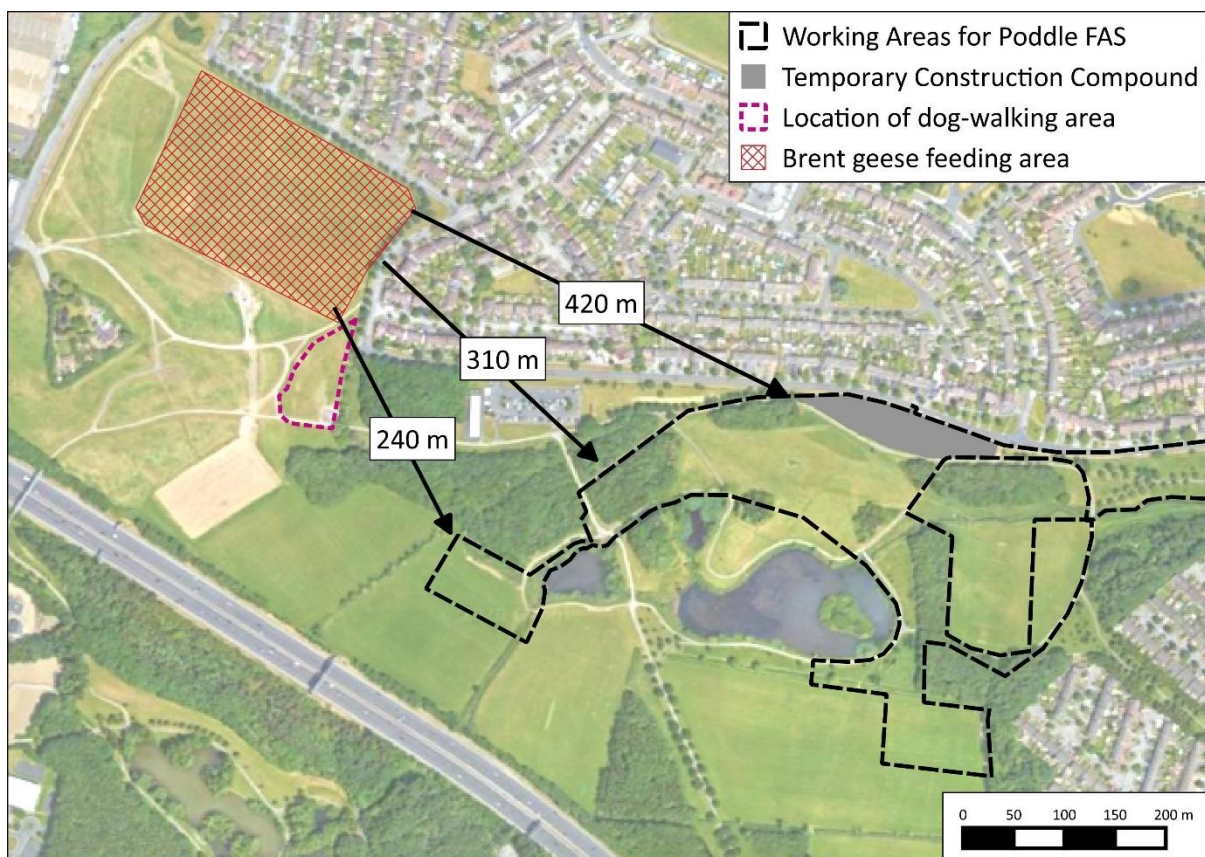 Working Areas for Poddle FAS
Temporary Construction Compound
Location of dog-walking area
Brent geese feeding area
420 m
310 m
240 m
0 50 100 150 200 m